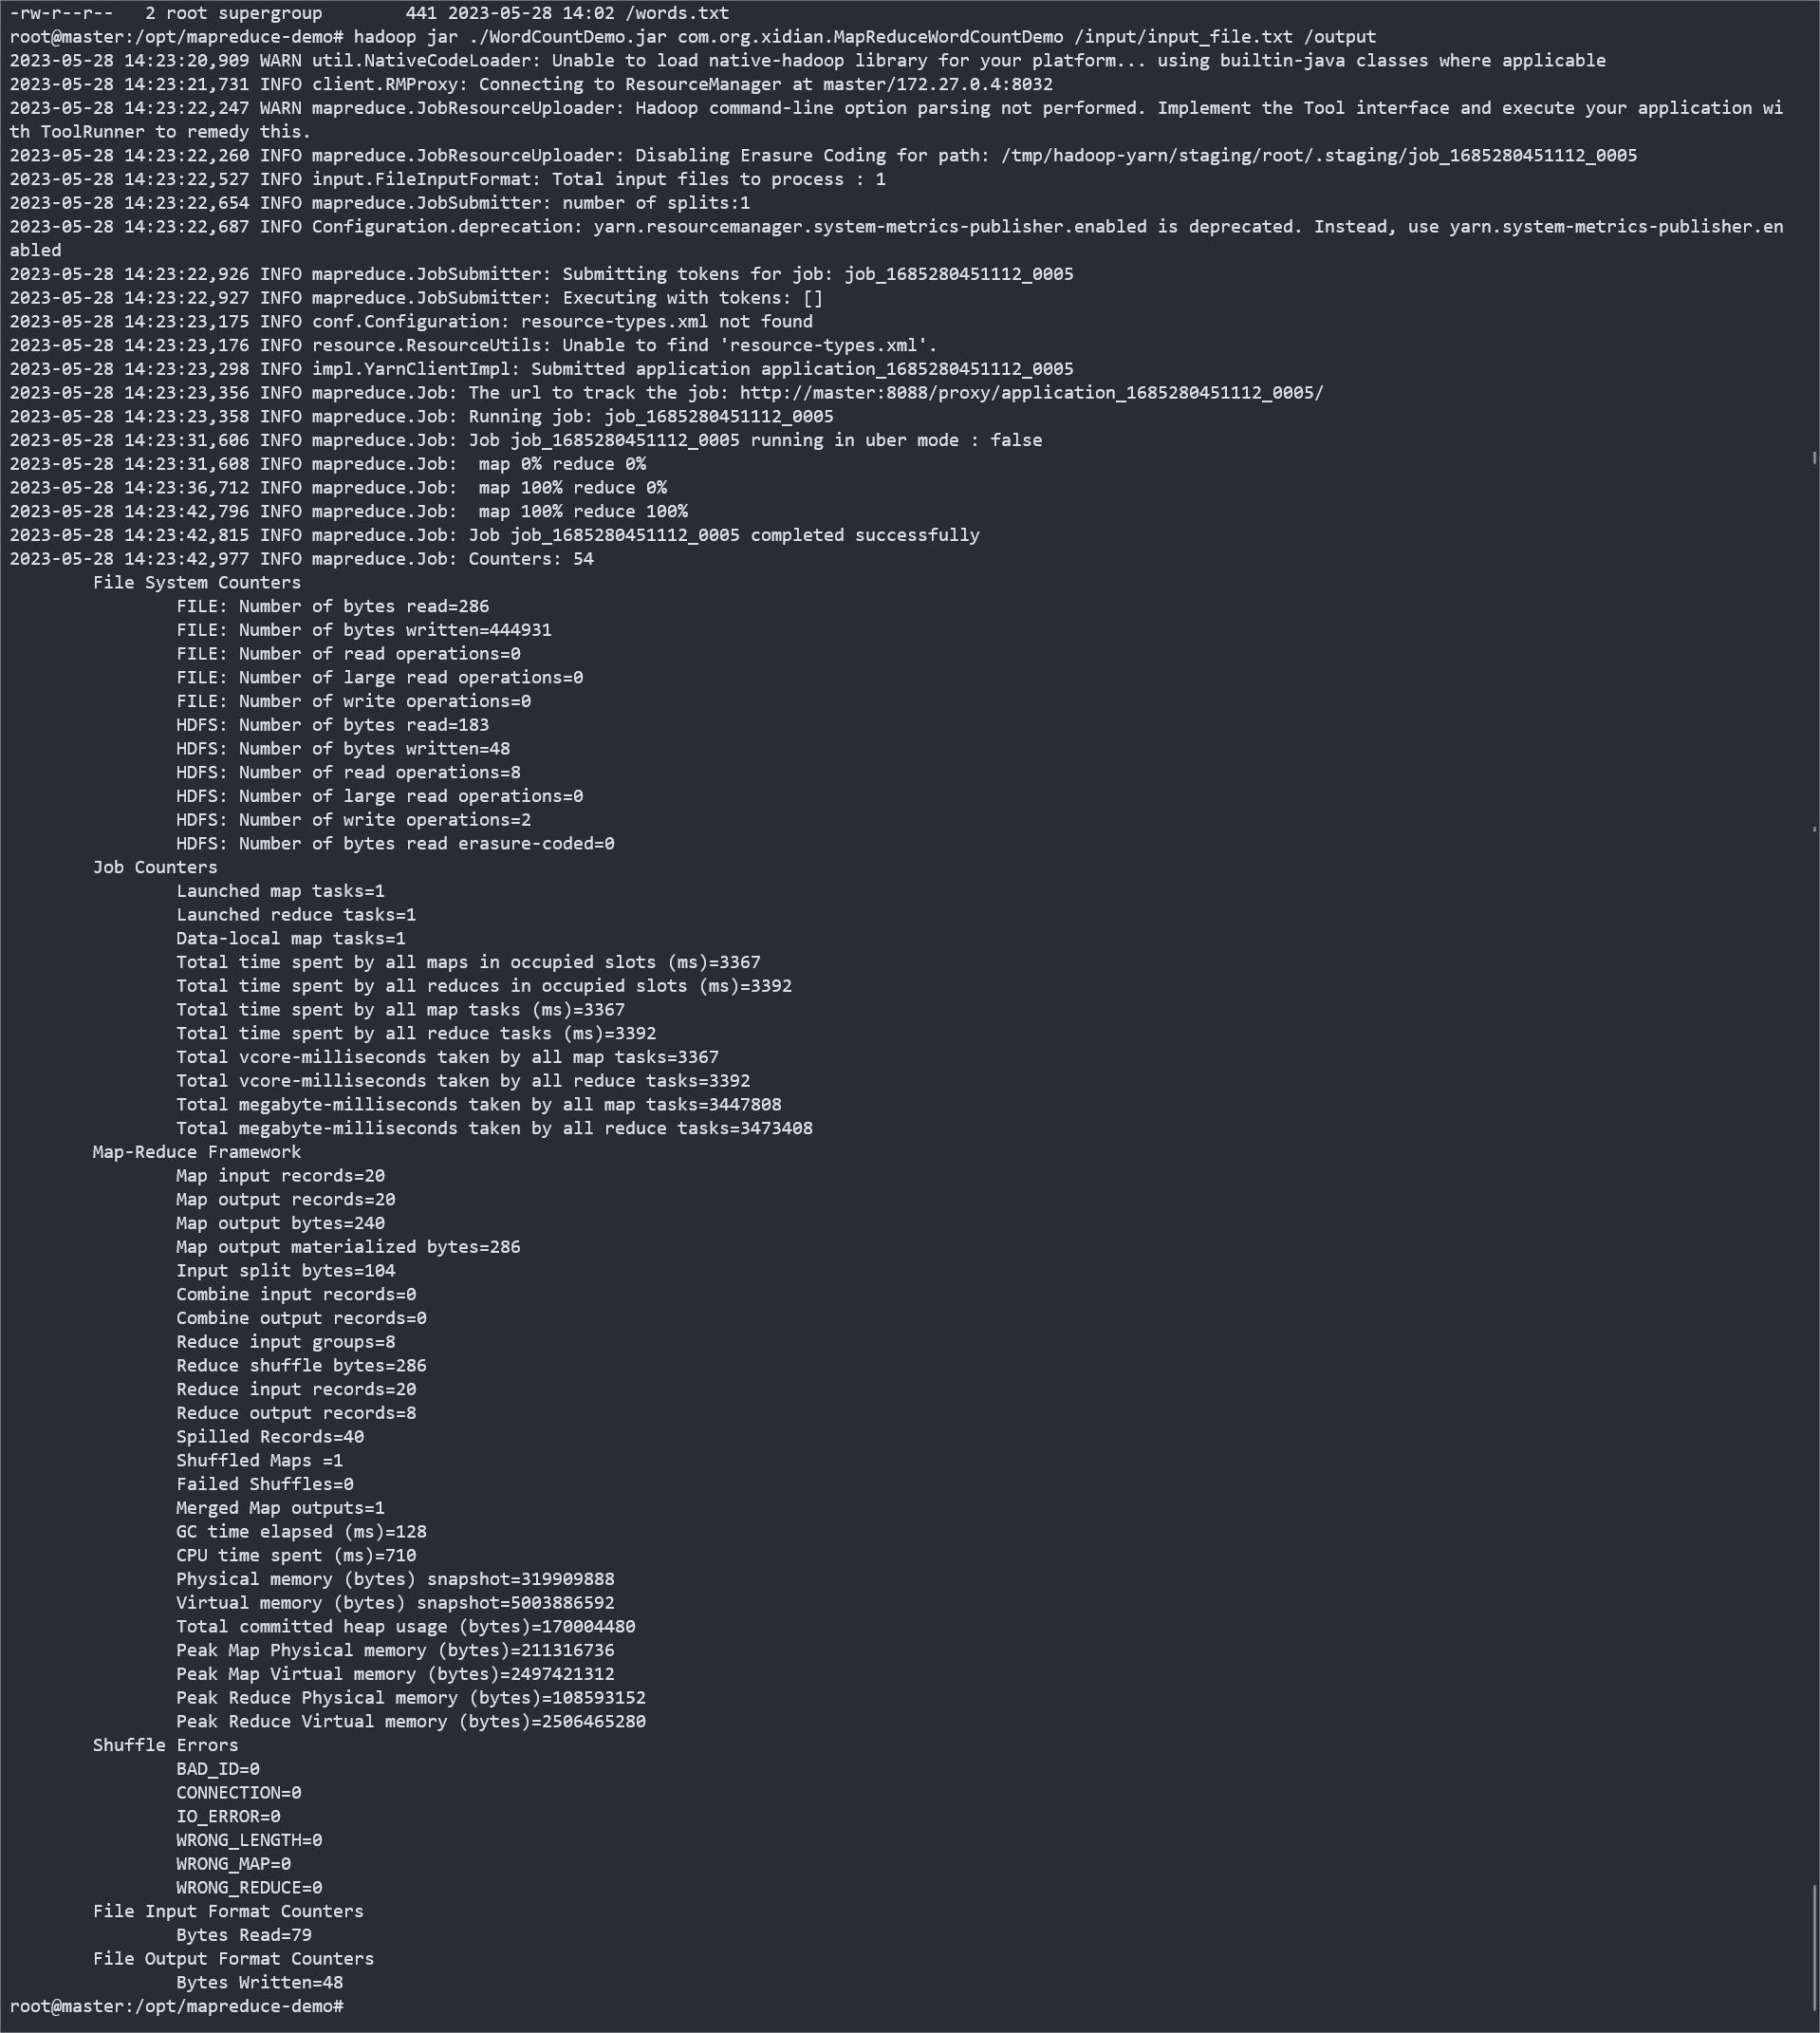 -rw-r--r--   2 root supergroup        441 2023-05-28 14:02 /words.txt
root@master:/opt/mapreduce-demo# hadoop jar ./WordCountDemo.jar com.org.xidian.MapReduceWordCountDemo /input/input_file.txt /output
2023-05-28 14:23:20,909 WARN util.NativeCodeLoader: Unable to load native-hadoop library for your platform... using builtin-java classes where applicable
2023-05-28 14:23:21,731 INFO client.RMProxy: Connecting to ResourceManager at master/172.27.0.4:8032
2023-05-28 14:23:22,247 WARN mapreduce.JobResourceUploader: Hadoop command-line option parsing not performed. Implement the Tool interface and execute your application wi
th ToolRunner to remedy this.
2023-05-28 14:23:22,260 INFO mapreduce.JobResourceUploader: Disabling Erasure Coding for path: /tmp/hadoop-yarn/staging/root/.staging/job_1685280451112_0005
2023-05-28 14:23:22,527 INFO input.FileInputFormat: Total input files to process : 1
2023-05-28 14:23:22,654 INFO mapreduce.JobSubmitter: number of splits:1
2023-05-28 14:23:22,687 INFO Configuration.deprecation: yarn.resourcemanager.system-metrics-publisher.enabled is deprecated. Instead, use yarn.system-metrics-publisher.en
abled
2023-05-28 14:23:22,926 INFO mapreduce.JobSubmitter: Submitting tokens for job: job_1685280451112_0005
2023-05-28 14:23:22,927 INFO mapreduce.JobSubmitter: Executing with tokens: []
2023-05-28 14:23:23,175 INFO conf.Configuration: resource-types.xml not found
2023-05-28 14:23:23,176 INFO resource.ResourceUtils: Unable to find 'resource-types.xml'.
2023-05-28 14:23:23,298 INFO impl.YarnClientImpl: Submitted application application_1685280451112_0005
2023-05-28 14:23:23,356 INFO mapreduce.Job: The url to track the job: http://master:8088/proxy/application_1685280451112_0005/
2023-05-28 14:23:23,358 INFO mapreduce.Job: Running job: job_1685280451112_0005
2023-05-28 14:23:31,606 INFO mapreduce.Job: Job job_1685280451112_0005 running in uber mode : false
2023-05-28 14:23:31,608 INFO mapreduce.Job:  map 0% reduce 0%
2023-05-28 14:23:36,712 INFO mapreduce.Job:  map 100% reduce 0%
2023-05-28 14:23:42,796 INFO mapreduce.Job:  map 100% reduce 100%
2023-05-28 14:23:42,815 INFO mapreduce.Job: Job job_1685280451112_0005 completed successfully
2023-05-28 14:23:42,977 INFO mapreduce.Job: Counters: 54
File System Counters
FILE: Number of bytes read=286
FILE: Number of bytes written=444931
FILE: Number of read operations=0
FILE: Number of large read operations=0
FILE: Number of write operations=0
HDFS: Number of bytes read=183
HDFS: Number of bytes written=48
HDFS: Number of read operations=8
HDFS: Number of large read operations=0
HDFS: Number of write operations=2
HDFS: Number of bytes read erasure-coded=0
Job Counters
Launched map tasks=1
Launched reduce tasks=1
Data-local map tasks=1
Total time spent by all maps in occupied slots (ms)=3367
Total time spent by all reduces in occupied slots (ms)=3392
Total time spent by all map tasks (ms)=3367
Total time spent by all reduce tasks (ms)=3392
Total vcore-milliseconds taken by all map tasks=3367
Total vcore-milliseconds taken by all reduce tasks=3392
Total megabyte-milliseconds taken by all map tasks=3447808
Total megabyte-milliseconds taken by all reduce tasks=3473408
Map-Reduce Framework
Map input records=20
Map output records=20
Map output bytes=240
Map output materialized bytes=286
Input split bytes=104
Combine input records=0
Combine output records=0
Reduce input groups=8
Reduce shuffle bytes=286
Reduce input records=20
Reduce output records=8
Spilled Records=40
Shuffled Maps =1
Failed Shuffles=0
Merged Map outputs=1
GC time elapsed (ms)=128
CPU time spent (ms)=710
Physical memory (bytes) snapshot=319909888
Virtual memory (bytes) snapshot=5003886592
Total committed heap usage (bytes)=170004480
Peak Map Physical memory (bytes)=211316736
Peak Map Virtual memory (bytes)=2497421312
Peak Reduce Physical memory (bytes)=108593152
Peak Reduce Virtual memory (bytes)=2506465280
Shuffle Errors
BAD_ID=0
CONNECTION=0
IO_ERROR=0
WRONG_LENGTH=0
WRONG_MAP=0
WRONG_REDUCE=0
File Input Format Counters
Bytes Read=79
File Output Format Counters
Bytes Written=48
root@master:/opt/mapreduce-demo#